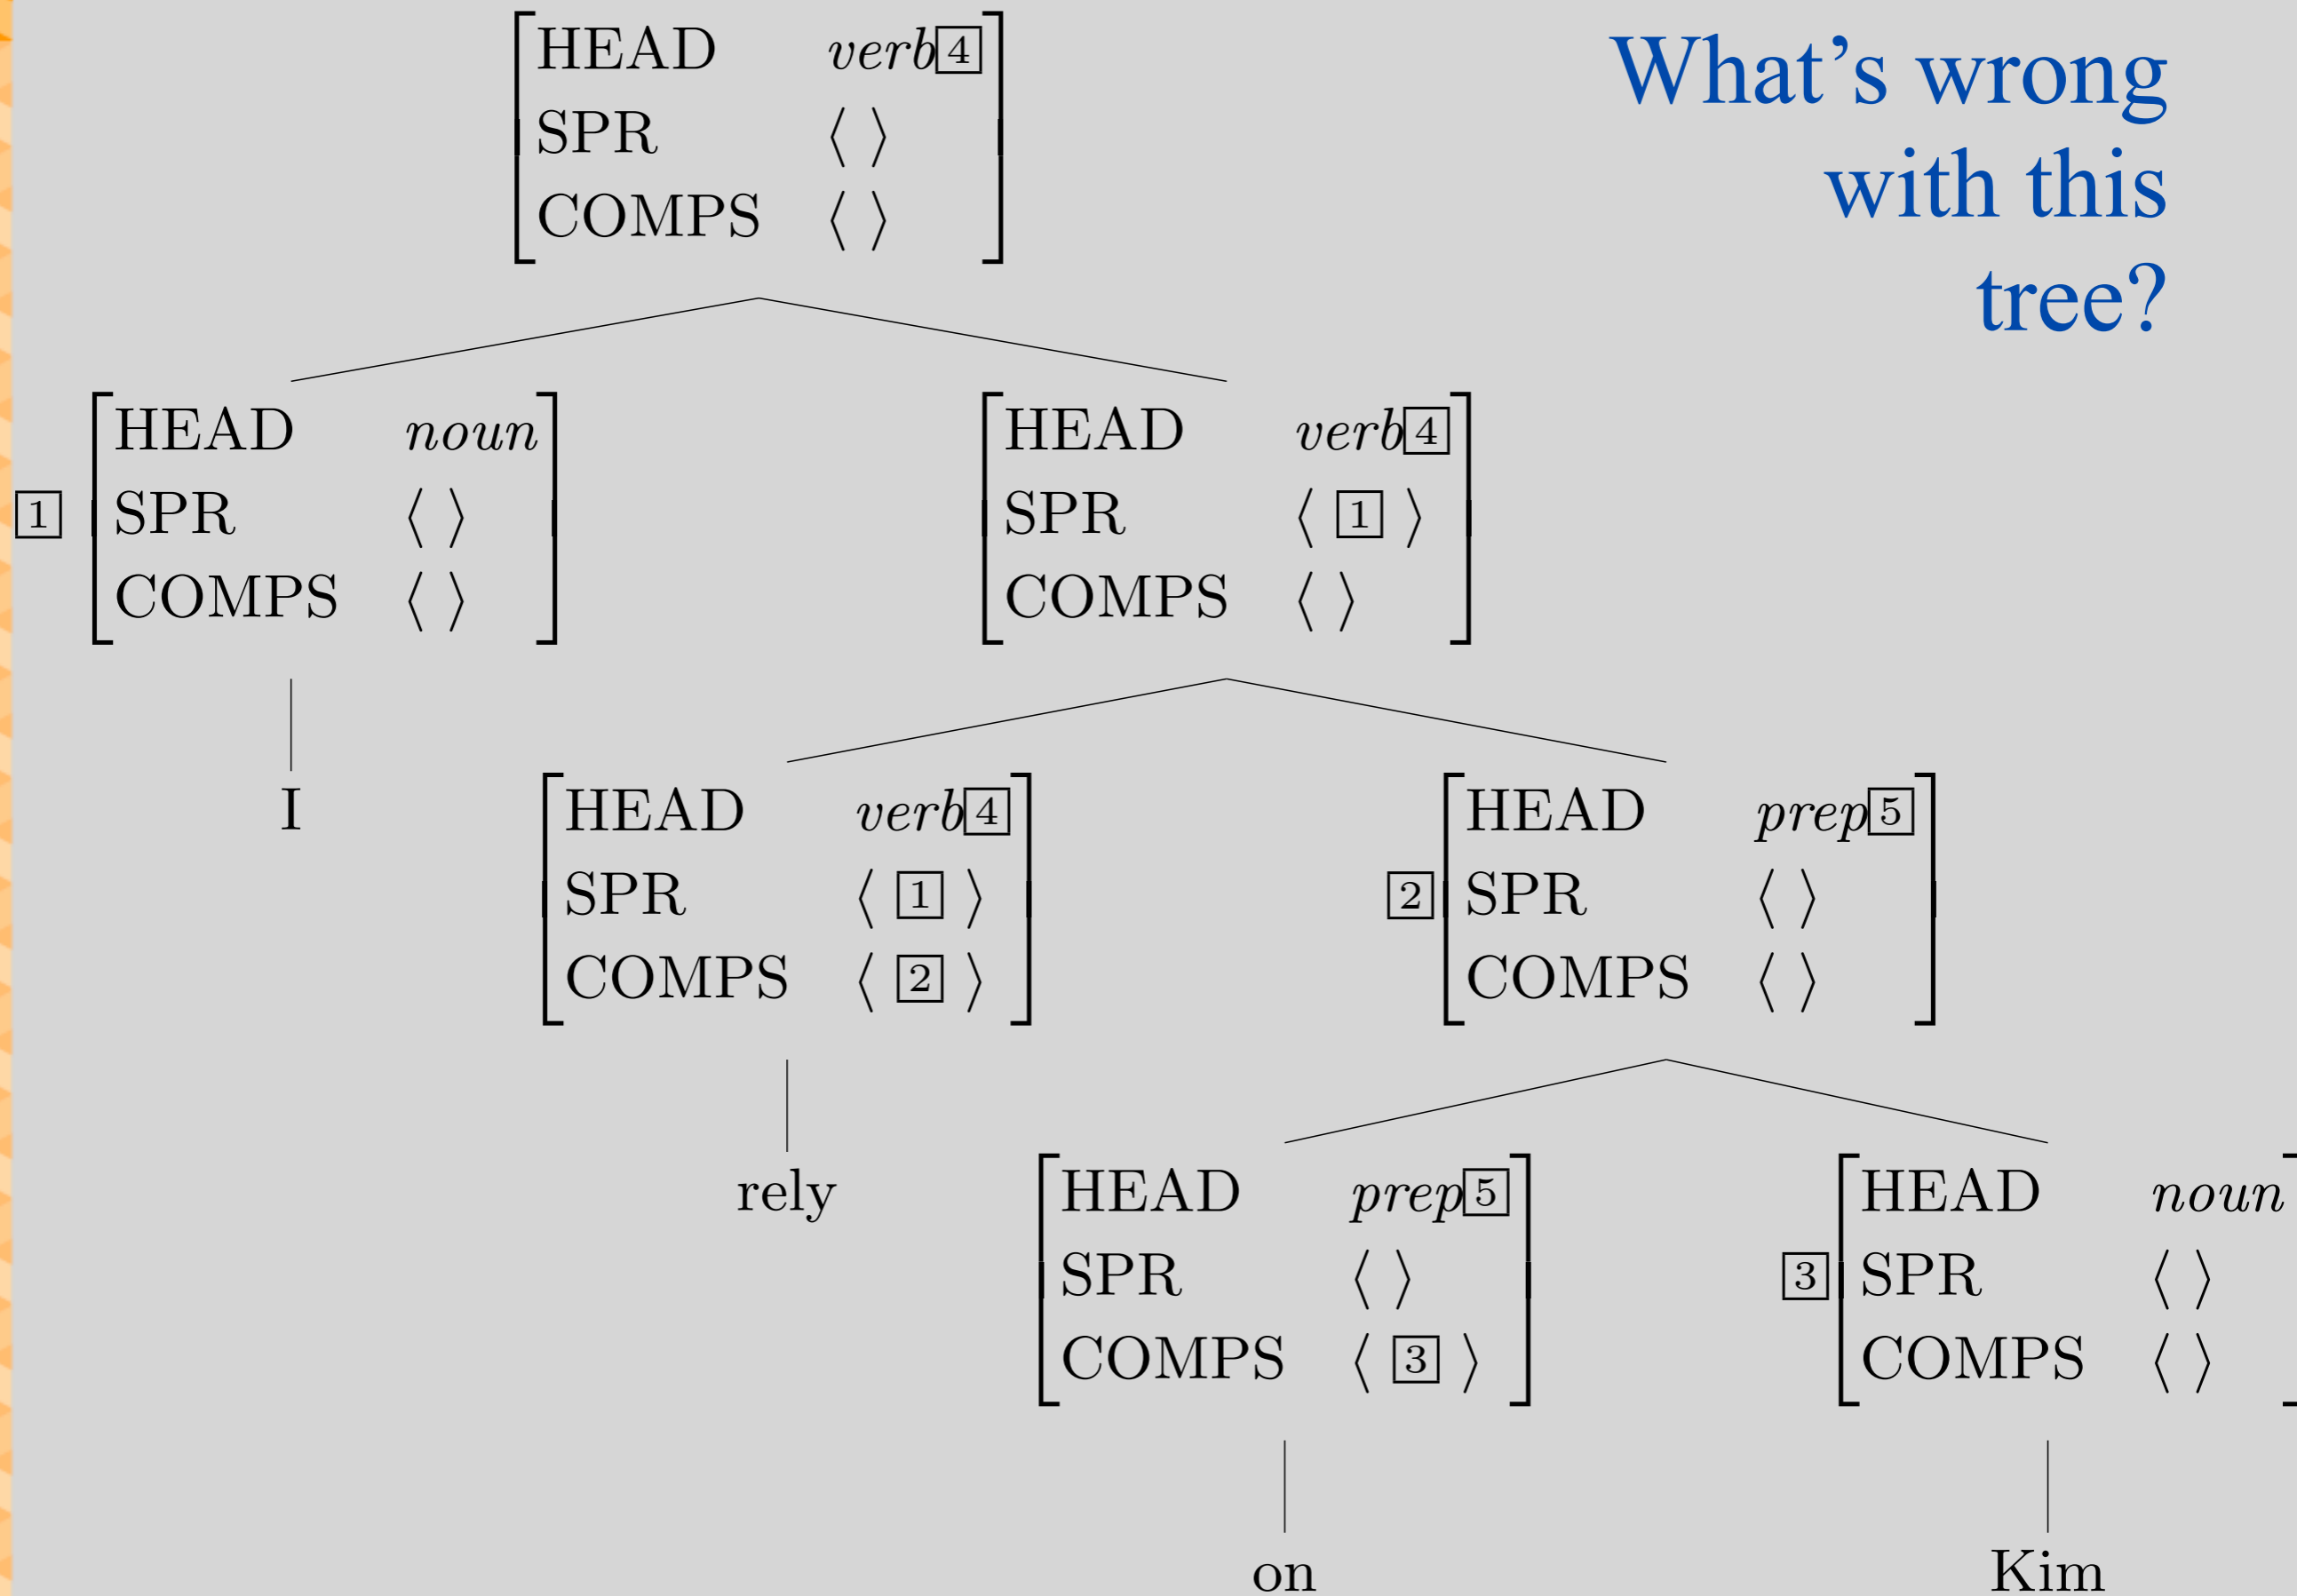 What's wrong
with this
tree?
HEAD verb 4
SPR ⟨ ⟩
COMPS ⟨ ⟩
1
HEAD noun
SPR ⟨ ⟩
COMPS ⟨ ⟩
HEAD verb 4
SPR ⟨ 1 ⟩
COMPS ⟨ ⟩
I
HEAD verb 4
SPR ⟨ 1 ⟩
COMPS ⟨ 2 ⟩
2
HEAD prep 5
SPR ⟨ ⟩
COMPS ⟨ ⟩
rely
HEAD prep 5
SPR ⟨ ⟩
COMPS ⟨ 3 ⟩
3
HEAD noun
SPR ⟨ ⟩
COMPS ⟨ ⟩
on
Kim